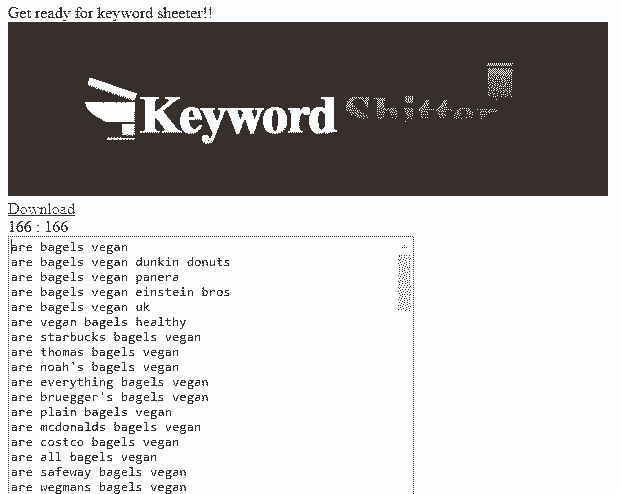 Get ready for keyword sheeter!!
Keyword Shitter
Download
166 : 166
are bagels vegan
are bagels vegan dunkin donuts
are bagels vegan panera
are bagels vegan einstein bros
are bagels vegan uk
are vegan bagels healthy
are starbucks bagels vegan
are thomas bagels vegan
are noah's bagels vegan
are everything bagels vegan
are bruegger's bagels vegan
are plain bagels vegan
are mcdonalds bagels vegan
are costco bagels vegan
are all bagels vegan
are safeway bagels vegan
are wegmans bagels vegan